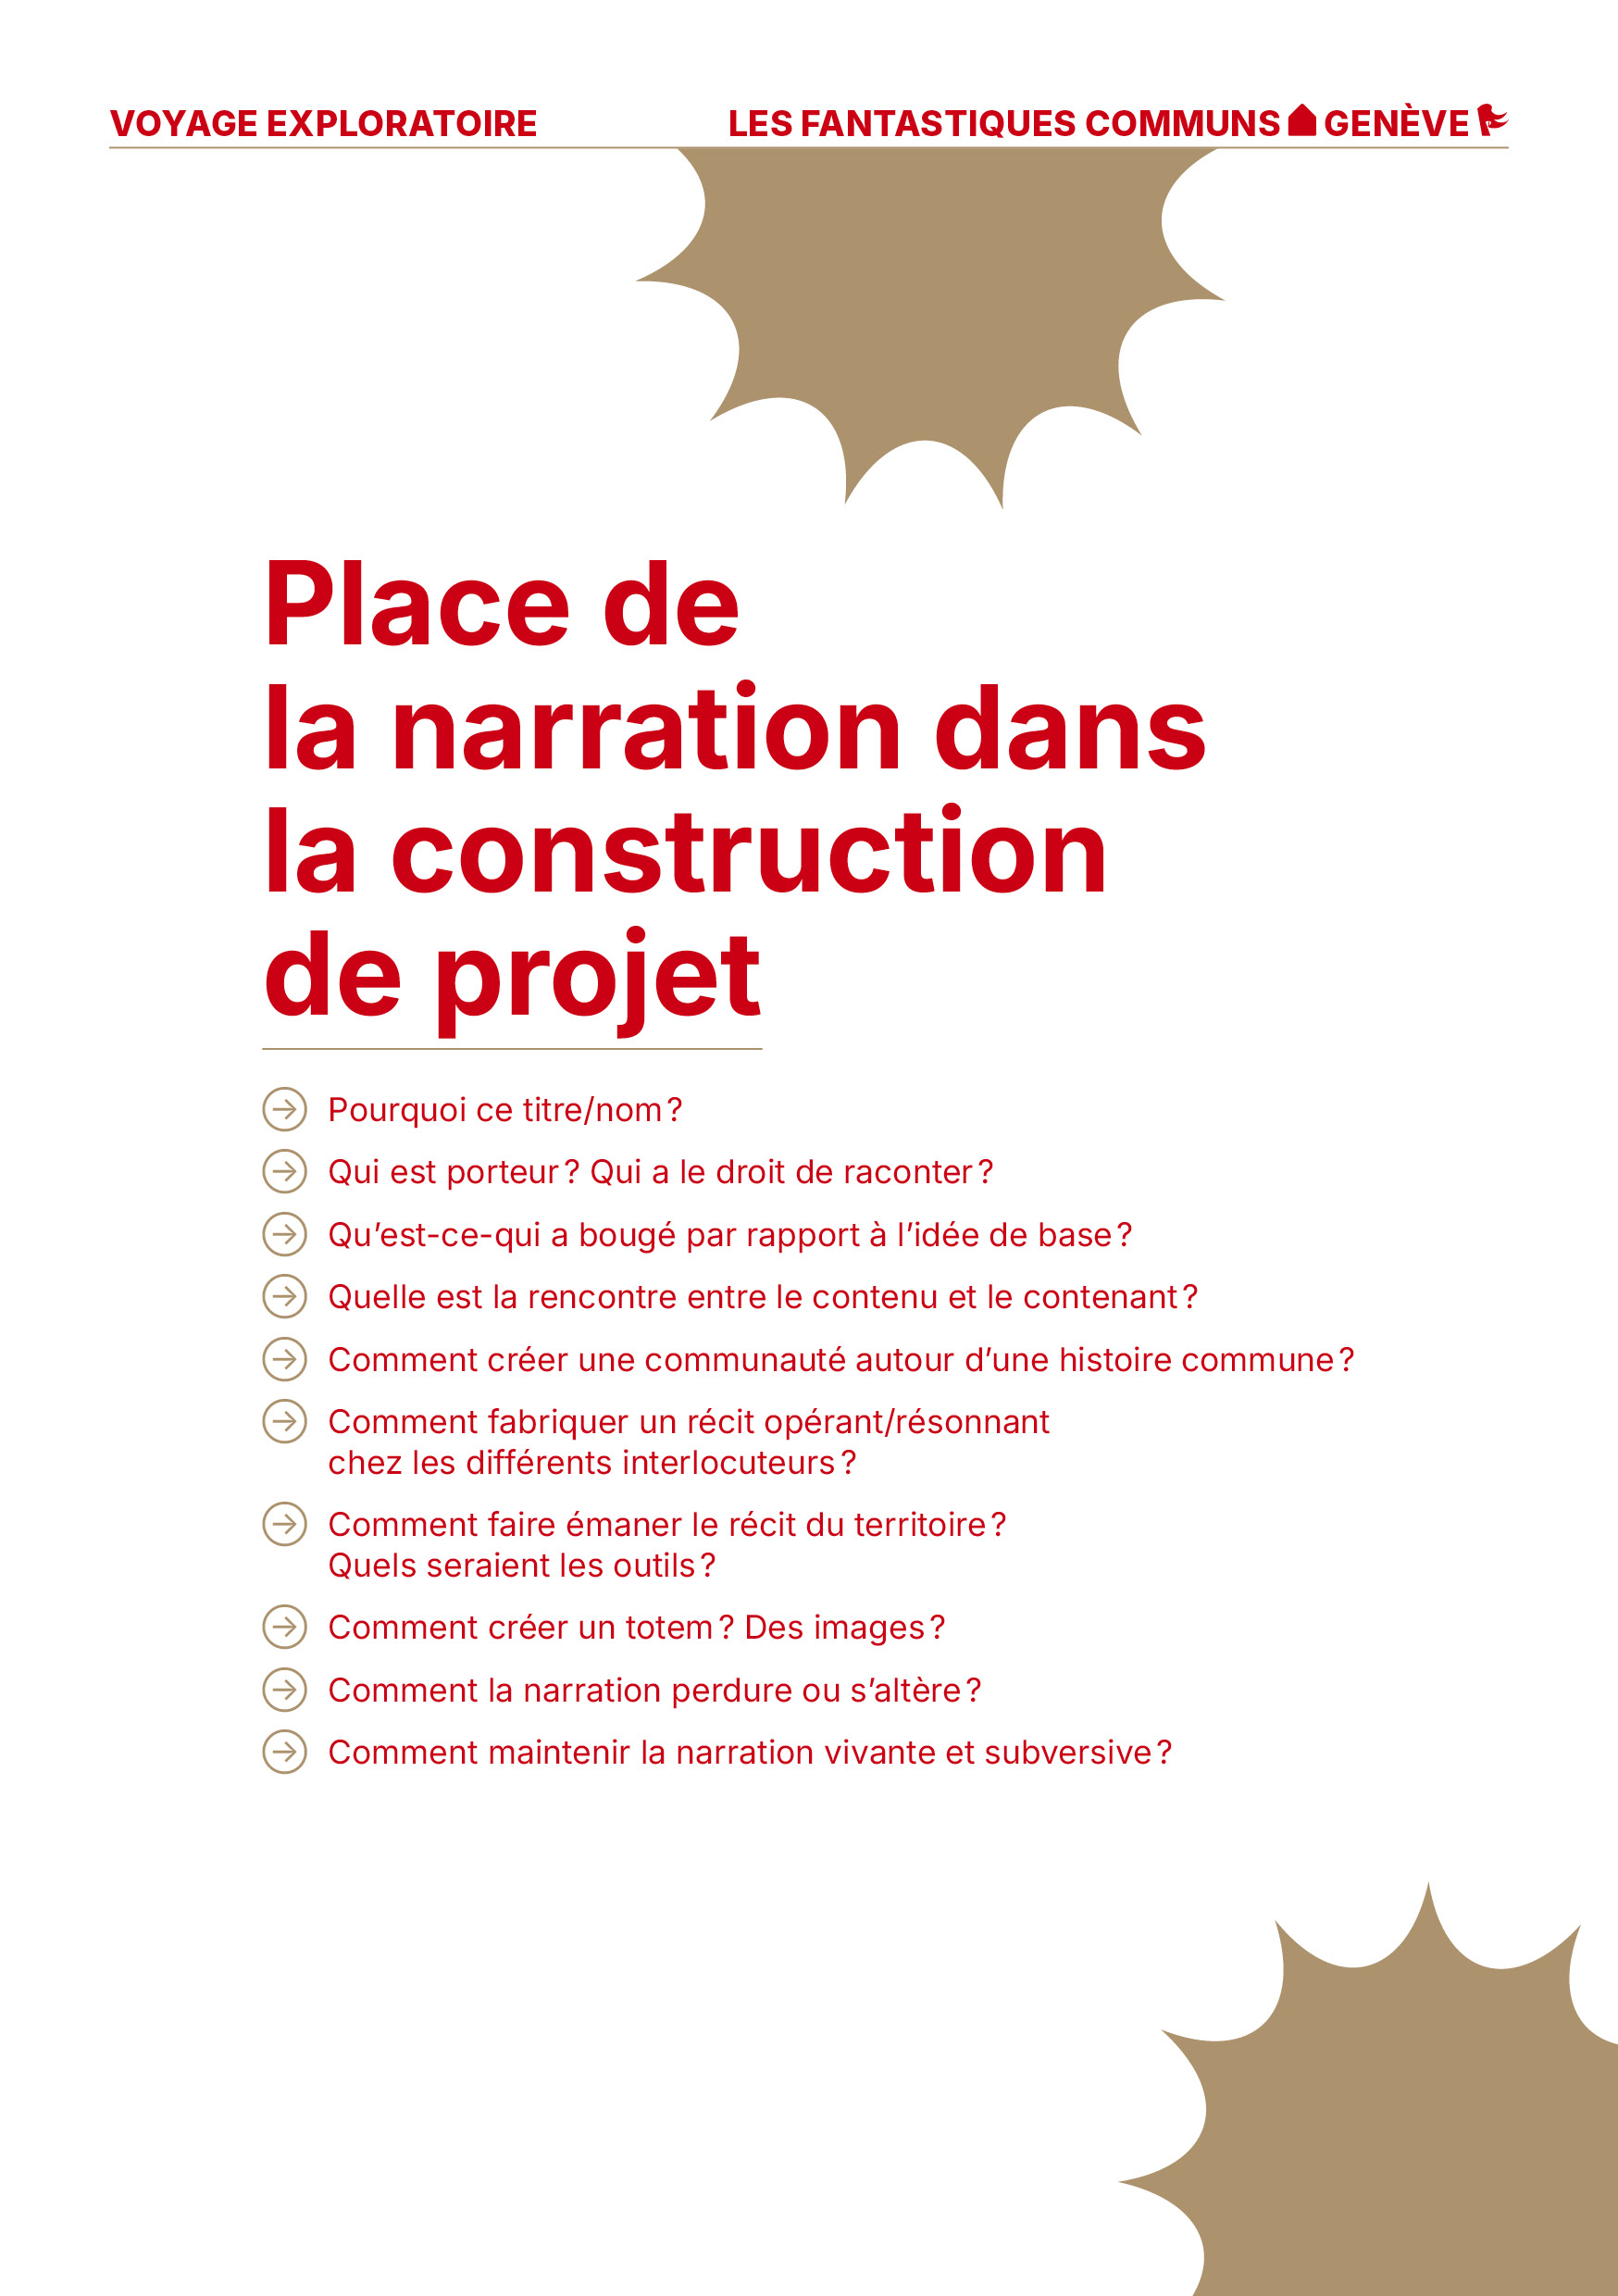 VOYAGE EXPLORATOIRE
LES FANTASTIQUES COMMUNS GENÈVE
Place de
la narration dans
la construction
de projet
Pourquoi ce titre/nom ?
Qui est porteur ? Qui a le droit de raconter ?
Qu’est-ce-qui a bougé par rapport à l’idée de base ?
Quelle est la rencontre entre le contenu et le contenant ?
Comment créer une communauté autour d’une histoire commune ?
Comment fabriquer un récit opérant/résonnant
chez les différents interlocuteurs ?
Comment faire émaner le récit du territoire ?
Quels seraient les outils ?
Comment créer un totem ? Des images ?
Comment la narration perdure ou s’altère ?
Comment maintenir la narration vivante et subversive ?